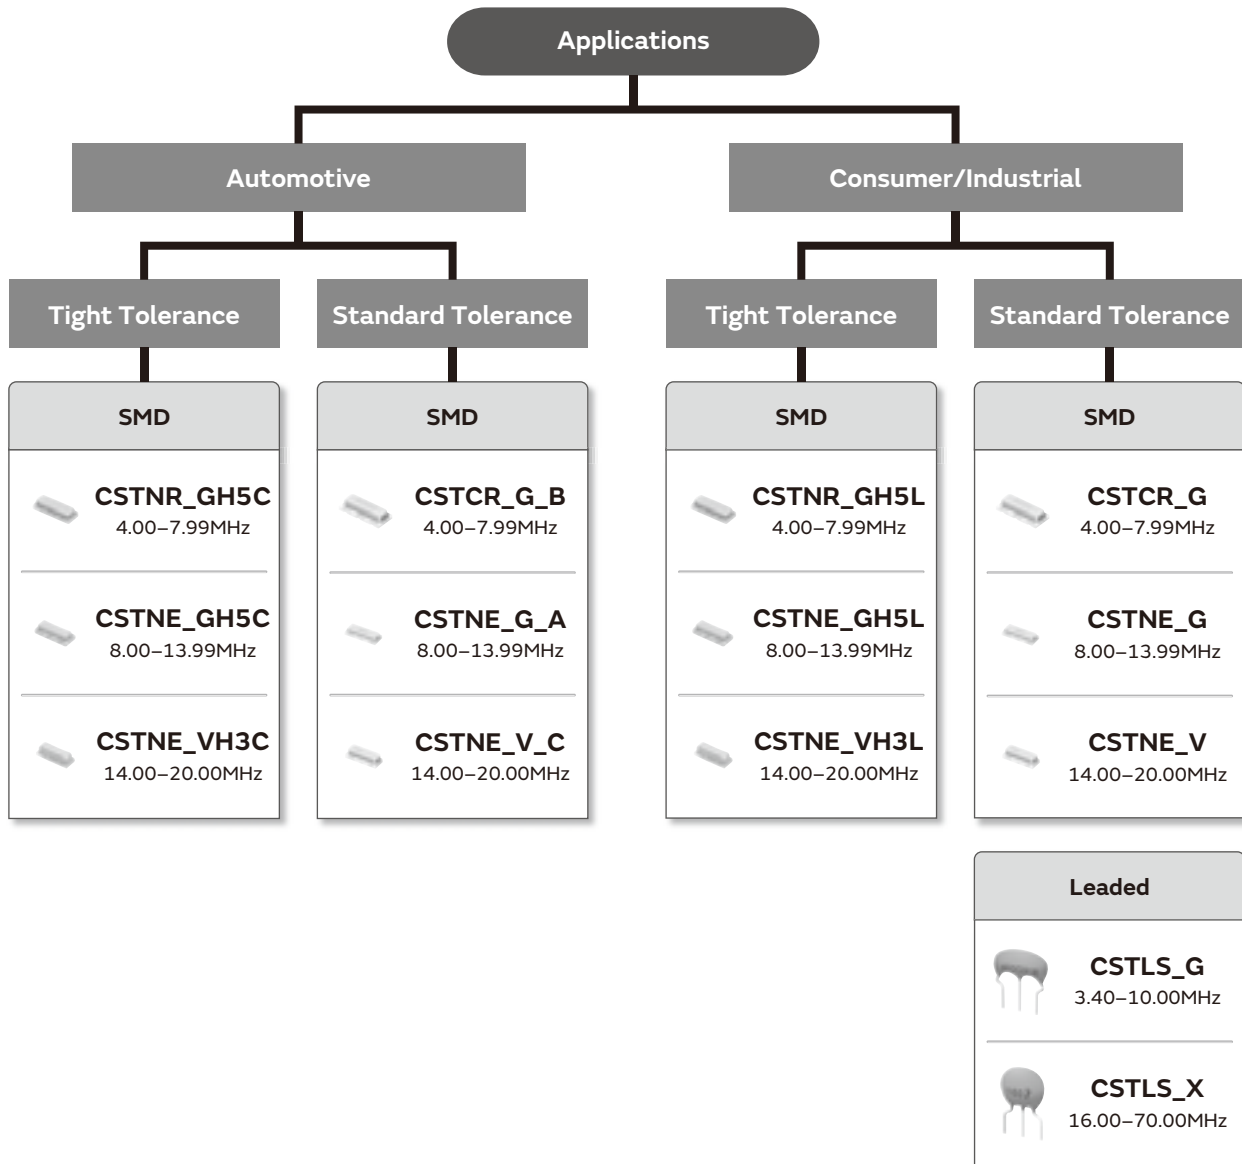 Applications
Automotive
Consumer/Industrial
Tight Tolerance
Standard Tolerance
Tight Tolerance
Standard Tolerance
SMD
CSTNR_GH5C
4.00–7.99MHz
CSTNE_GH5C
8.00–13.99MHz
CSTNE_VH3C
14.00–20.00MHz
SMD
CSTCR_G_B
4.00–7.99MHz
CSTNE_G_A
8.00–13.99MHz
CSTNE_V_C
14.00–20.00MHz
SMD
CSTNR_GH5L
4.00–7.99MHz
CSTNE_GH5L
8.00–13.99MHz
CSTNE_VH3L
14.00–20.00MHz
SMD
CSTCR_G
4.00–7.99MHz
CSTNE_G
8.00–13.99MHz
CSTNE_V
14.00–20.00MHz
Leaded
CSTLS_G
3.40–10.00MHz
CSTLS_X
16.00–70.00MHz